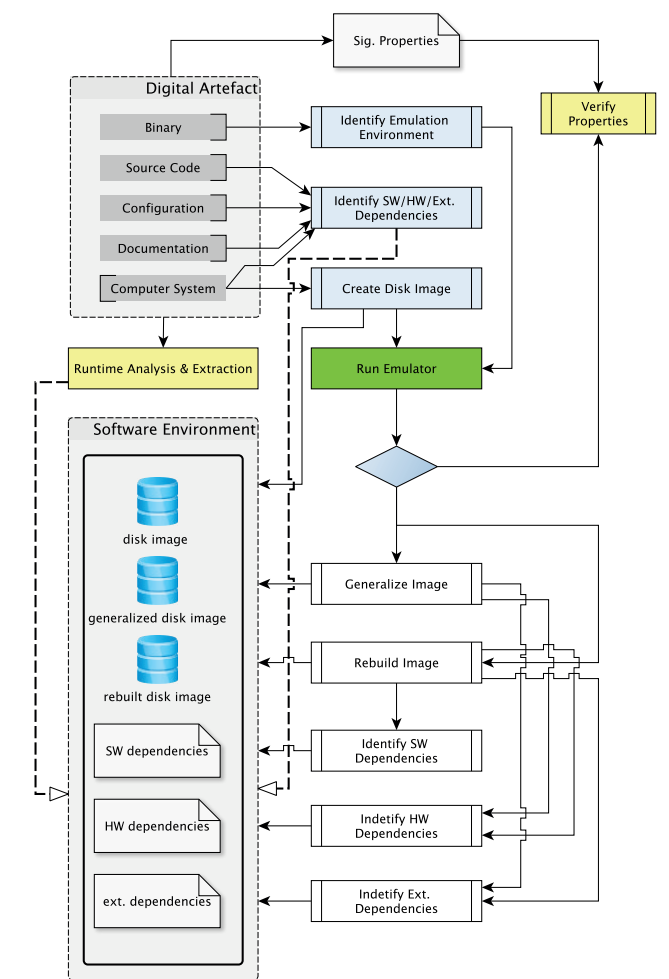 Sig. Properties
Digital Artefact
Verify
Properties
Binary
Identify Emulation
Environment
Source Code
Configuration
Identify SW/HW/Ext.
Dependencies
Documentation
Computer System
Create Disk Image
Runtime Analysis & Extraction
Run Emulator
Software Environment
disk image
Generalize Image
generalized disk image
Rebuild Image
rebuilt disk image
SW dependencies
Identify SW
Dependencies
HW dependencies
Indetify HW
Dependencies
ext. dependencies
Indetify Ext.
Dependencies